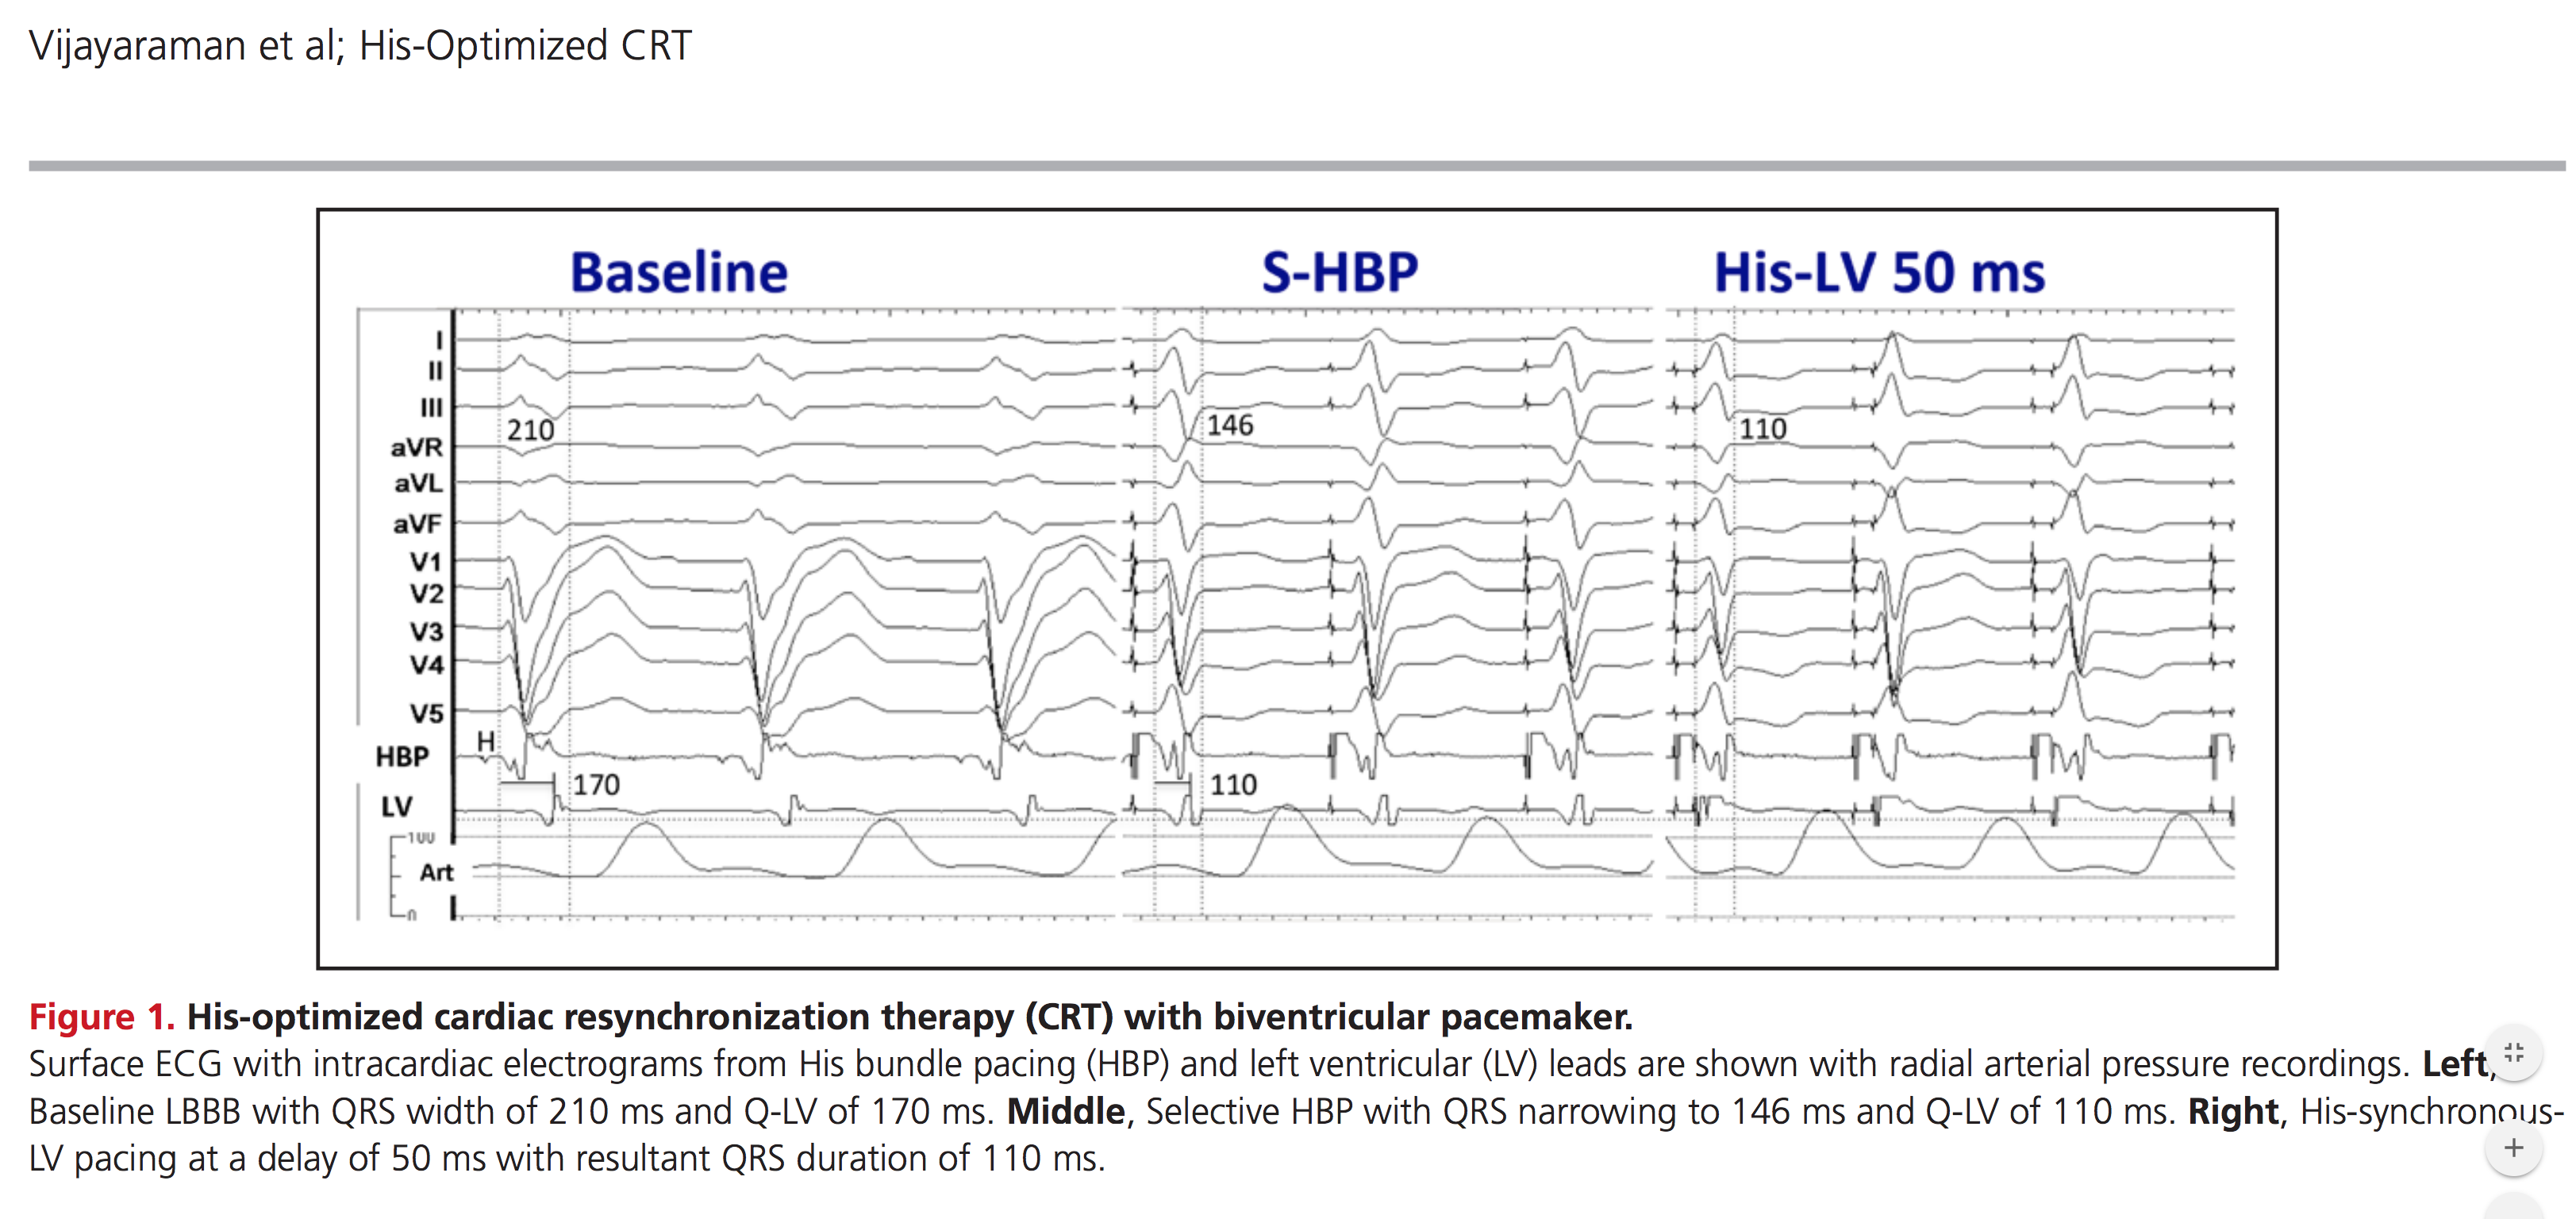 Vijayaraman et al; His-Optimized CRT
Baseline
S-HBP
His-LV 50 ms
I
II
III
210
146
110
aVR
aVL
aVF
V1
V2
V3
V4
V5
H
HBP
170
110
LV
100
Art
0
Figure 1. His-optimized cardiac resynchronization therapy (CRT) with biventricular pacemaker.
Surface ECG with intracardiac electrograms from His bundle pacing (HBP) and left ventricular (LV) leads are shown with radial arterial pressure recordings. Left,
Baseline LBBB with QRS width of 210 ms and Q-LV of 170 ms. Middle, Selective HBP with QRS narrowing to 146 ms and Q-LV of 110 ms. Right, His-synchronous-
LV pacing at a delay of 50 ms with resultant QRS duration of 110 ms.